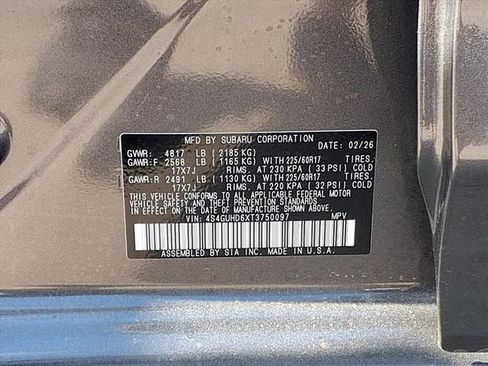 MFD BY SUBARU CORPORATION 02/26
GVWR: 4817 LB (2185 KG)
GAWR:F 2568 LB (1165 KG) WITH 225/60R17 TIRES.
17X7J RIMS. AT 230 KPA (33 PSI) COLD
GAWR:R 2491 LB (1130 KG) WITH 225/60R17 TIRES.
17X7J RIMS. AT 220 KPA (32 PSI) COLD
THIS VEHICLE CONFORMS TO ALL APPLICABLE FEDERAL MOTOR
VEHICLE SAFETY AND THEFT PREVENTION STANDARDS
IN EFFECT ON THE DATE OF MANUFACTURE SHOWN ABOVE.
VIN: 4S4GUHD6XT3750097 MPV
ASSEMBLED BY SIA INC. MADE IN U.S.A.